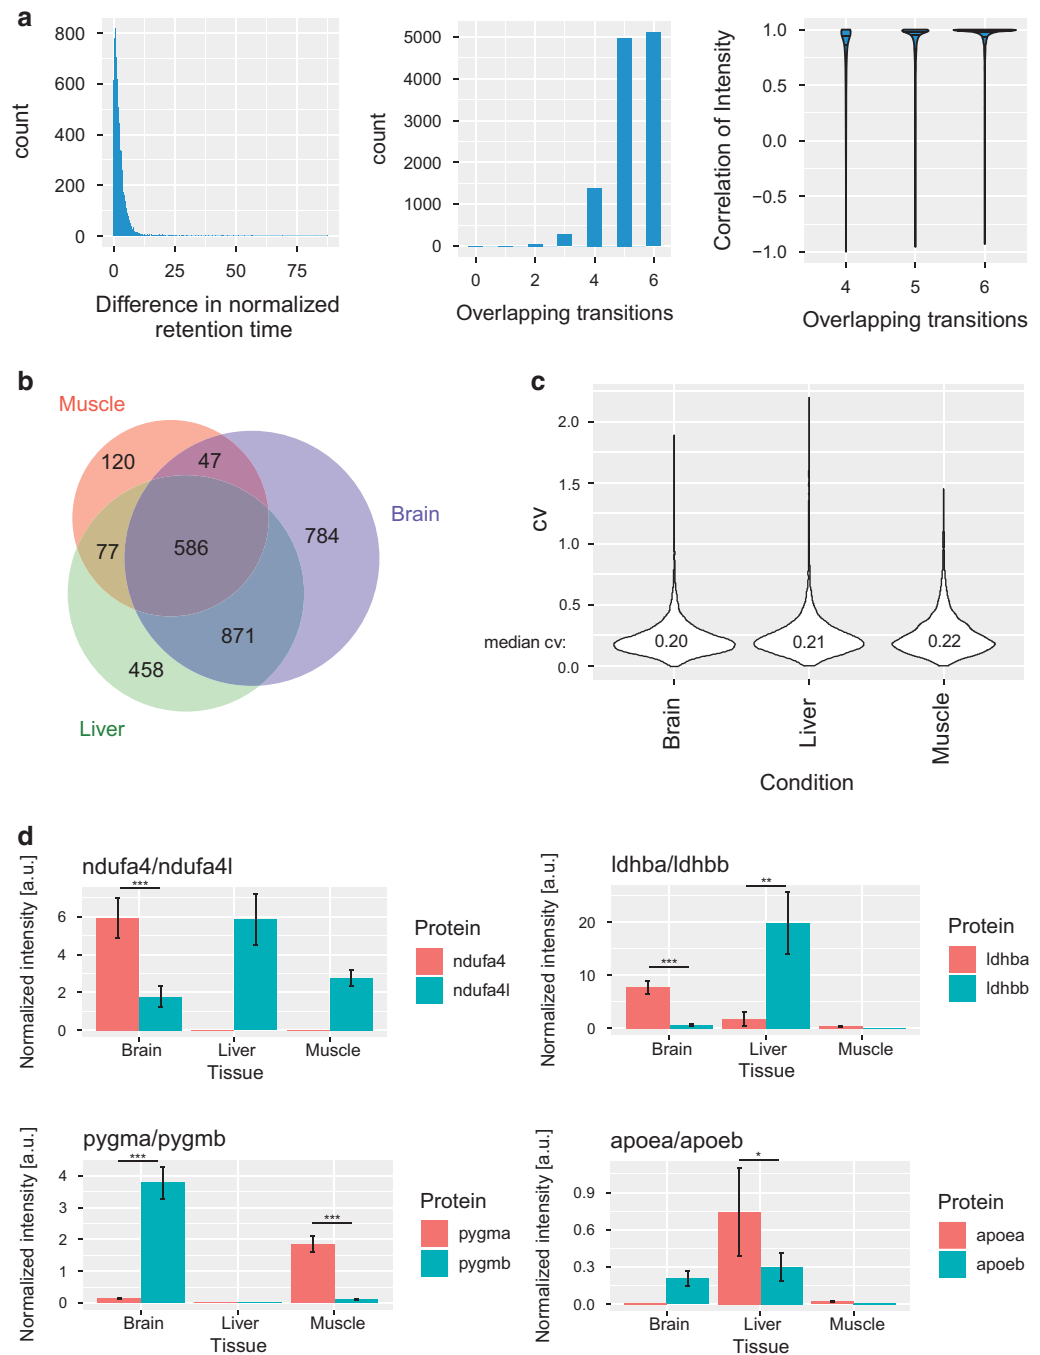 a
800
600
400
200
0
count
0 25 50 75
Difference in normalized
retention time
5000
4000
3000
2000
1000
0
count
0 2 4 6
Overlapping transitions
1.0
0.5
0.0
−0.5
−1.0
Correlation of Intensity
4 5 6
Overlapping transitions
b
Muscle
120
47
Brain
784
77
586
871
458
Liver
c
2.0
1.5
1.0
0.5
0.0
cv
median cv:
0.20
0.21
0.22
Brain
Liver
Muscle
Condition
d
ndufa4/ndufa4l
Normalized intensity [a.u.]
6
4
2
0
***
Brain Liver Muscle
Tissue
Protein
ndufa4
ndufa4l
ldhba/ldhbb
Normalized intensity [a.u.]
20
10
0
***
**
Brain Liver Muscle
Tissue
Protein
ldhba
ldhbb
pygma/pygmb
Normalized intensity [a.u.]
4
3
2
1
0
***
***
Brain Liver Muscle
Tissue
Protein
pygma
pygmb
apoea/apoeb
Normalized intensity [a.u.]
0.9
0.6
0.3
0.0
*
Brain Liver Muscle
Tissue
Protein
apoea
apoeb